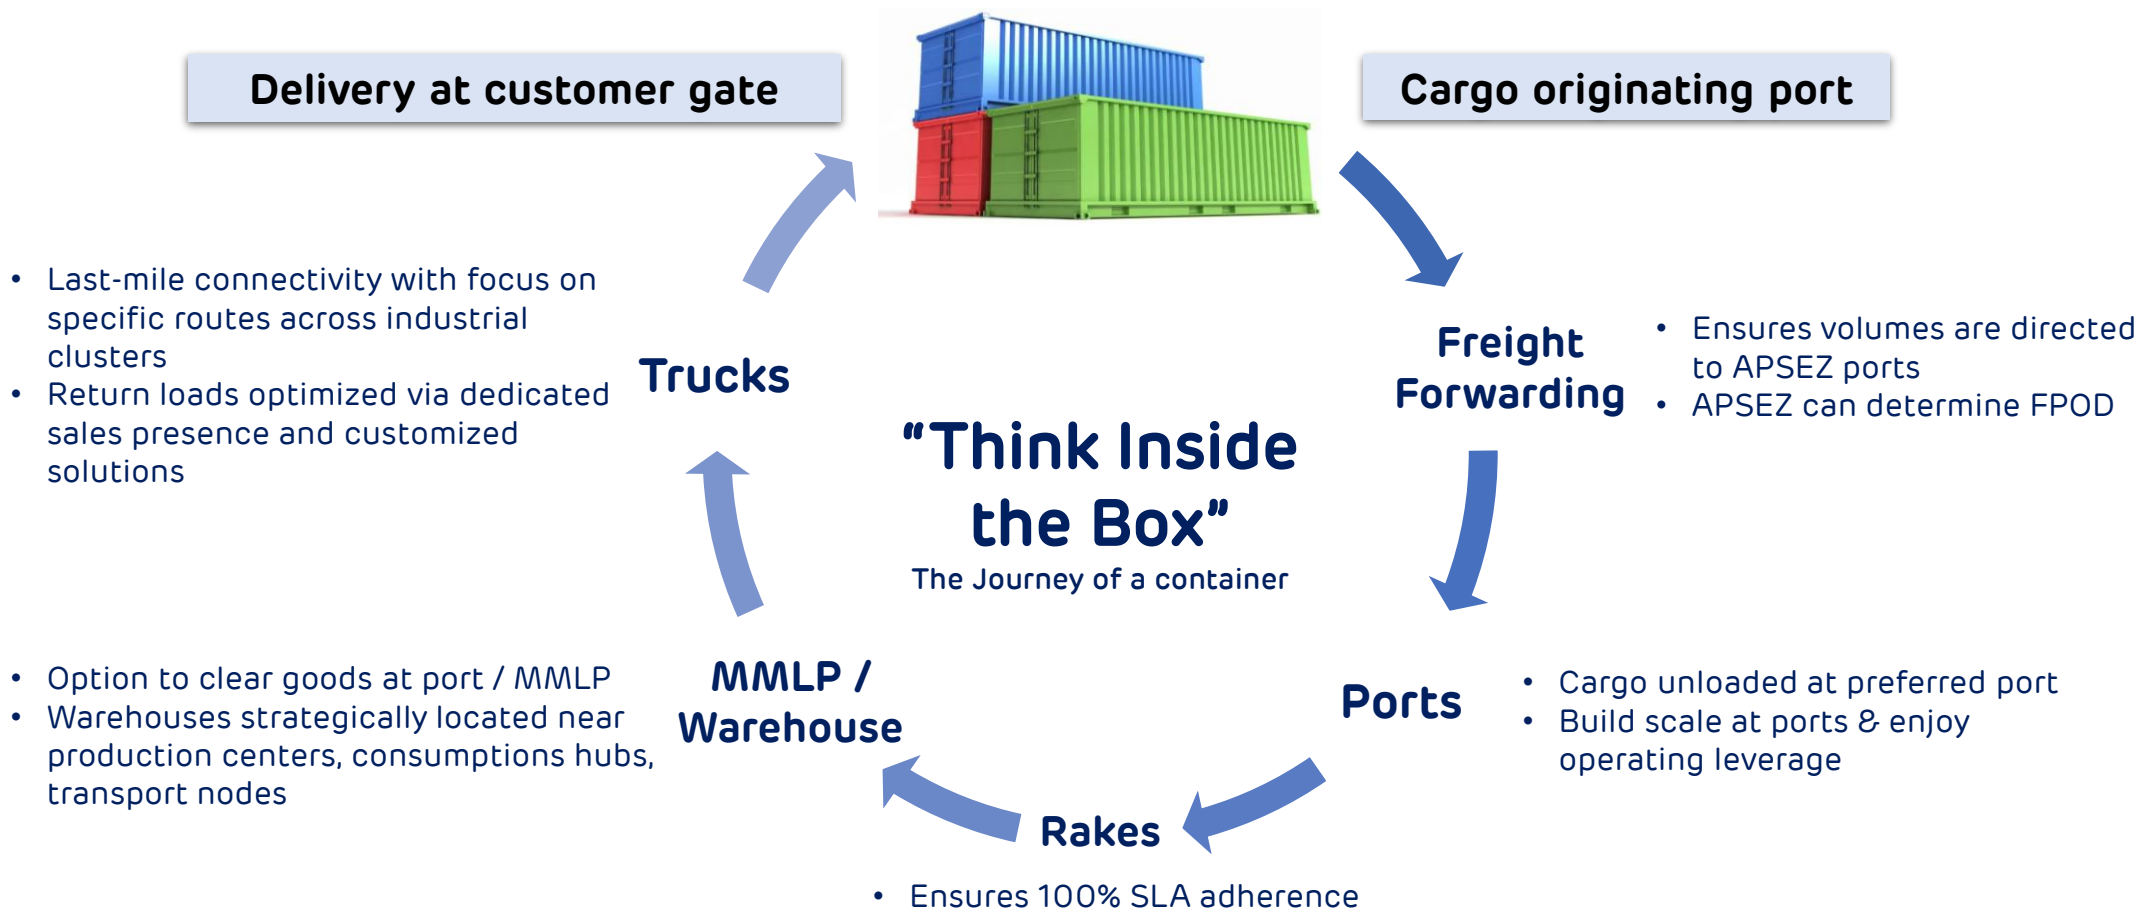 Delivery at customer gate
Cargo originating port
• Last-mile connectivity with focus on
specific routes across industrial
clusters
• Return loads optimized via dedicated
sales presence and customized
solutions
Trucks
Freight
Forwarding
• Ensures volumes are directed
to APSEZ ports
• APSEZ can determine FPOD
“Think Inside
the Box”
The Journey of a container
• Option to clear goods at port / MMLP
• Warehouses strategically located near
production centers, consumptions hubs,
transport nodes
MMLP /
Warehouse
Ports
• Cargo unloaded at preferred port
• Build scale at ports & enjoy
operating leverage
Rakes
• Ensures 100% SLA adherence